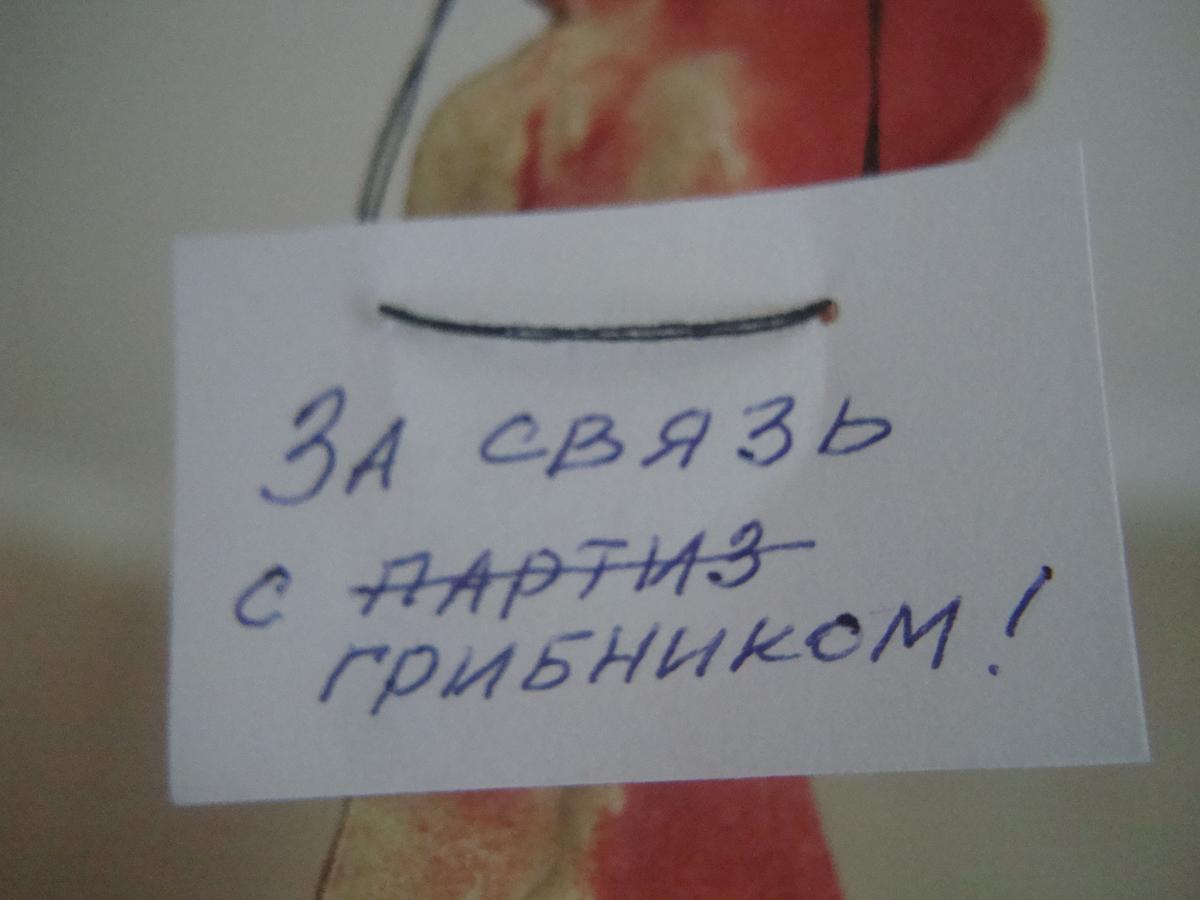 За связь
с партиз
грибником!